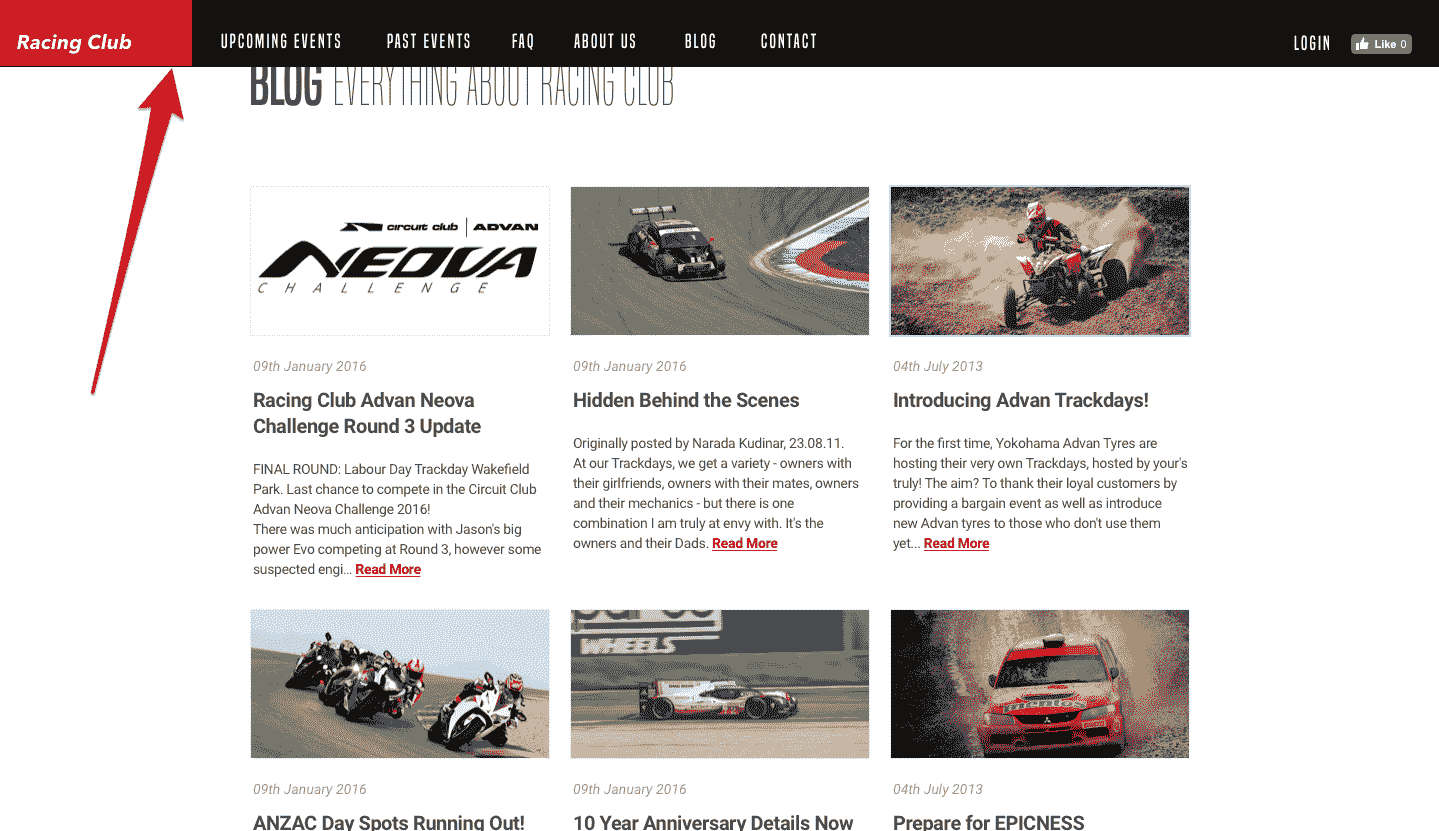 Racing Club
UPCOMING EVENTS
PAST EVENTS
FAQ
ABOUT US
BLOG
CONTACT
LOGIN
Like 0
BLOG EVERYTHING ABOUT RACING CLUB
circuit club ADVAN
NEOVA
CHALLENGE
09th January 2016
Racing Club Advan Neova
Challenge Round 3 Update
FINAL ROUND: Labour Day Trackday Wakefield
Park. Last chance to compete in the Circuit Club
Advan Neova Challenge 2016!
There was much anticipation with Jason's big
power Evo competing at Round 3, however some
suspected engi... Read More
09th January 2016
Hidden Behind the Scenes
Originally posted by Narada Kudinar, 23.08.11.
At our Trackdays, we get a variety - owners with
their girlfriends, owners with their mates, owners
and their mechanics - but there is one
combination I am truly at envy with. It's the
owners and their Dads. Read More
04th July 2013
Introducing Advan Trackdays!
For the first time, Yokohama Advan Tyres are
hosting their very own Trackdays, hosted by your's
truly! The aim? To thank their loyal customers by
providing a bargain event as well as introduce
new Advan tyres to those who don't use them
yet... Read More
WHEELS
mentos
09th January 2016
ANZAC Day Spots Running Out!
09th January 2016
10 Year Anniversary Details Now
04th July 2013
Prepare for EPICNESS